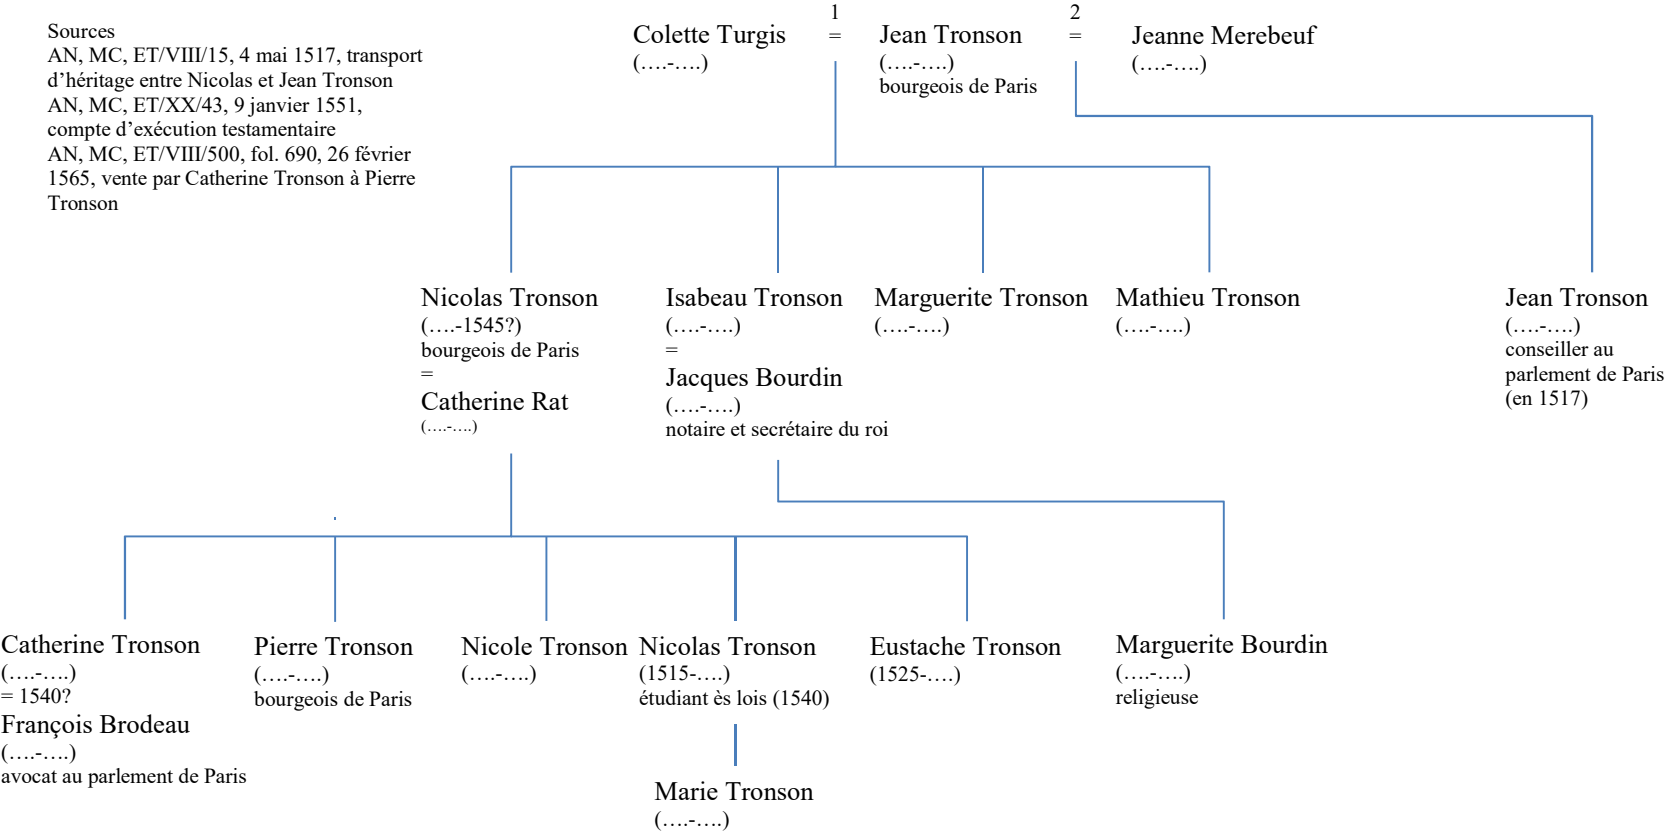 Sources
AN, MC, ET/VIII/15, 4 mai 1517, transport
d’héritage entre Nicolas et Jean Tronson
AN, MC, ET/XX/43, 9 janvier 1551,
compte d’exécution testamentaire
AN, MC, ET/VIII/500, fol. 690, 26 février
1565, vente par Catherine Tronson à Pierre
Tronson
Colette Turgis
(….-….)
1
=
Jean Tronson
(….-….)
bourgeois de Paris
2
=
Jeanne Merebeuf
(….-….)
Nicolas Tronson
(….-1545?)
bourgeois de Paris
=
Catherine Rat
(….-….)
Isabeau Tronson
(….-….)
=
Jacques Bourdin
(….-….)
notaire et secrétaire du roi
Marguerite Tronson
(….-….)
Mathieu Tronson
(….-….)
Jean Tronson
(….-….)
conseiller au
parlement de Paris
(en 1517)
Catherine Tronson
(….-….)
= 1540?
François Brodeau
(….-….)
avocat au parlement de Paris
Pierre Tronson
(….-….)
bourgeois de Paris
Nicole Tronson
(….-….)
Nicolas Tronson
(1515-….)
étudiant ès lois (1540)
Eustache Tronson
(1525-….)
Marguerite Bourdin
(….-….)
religieuse
Marie Tronson
(….-….)